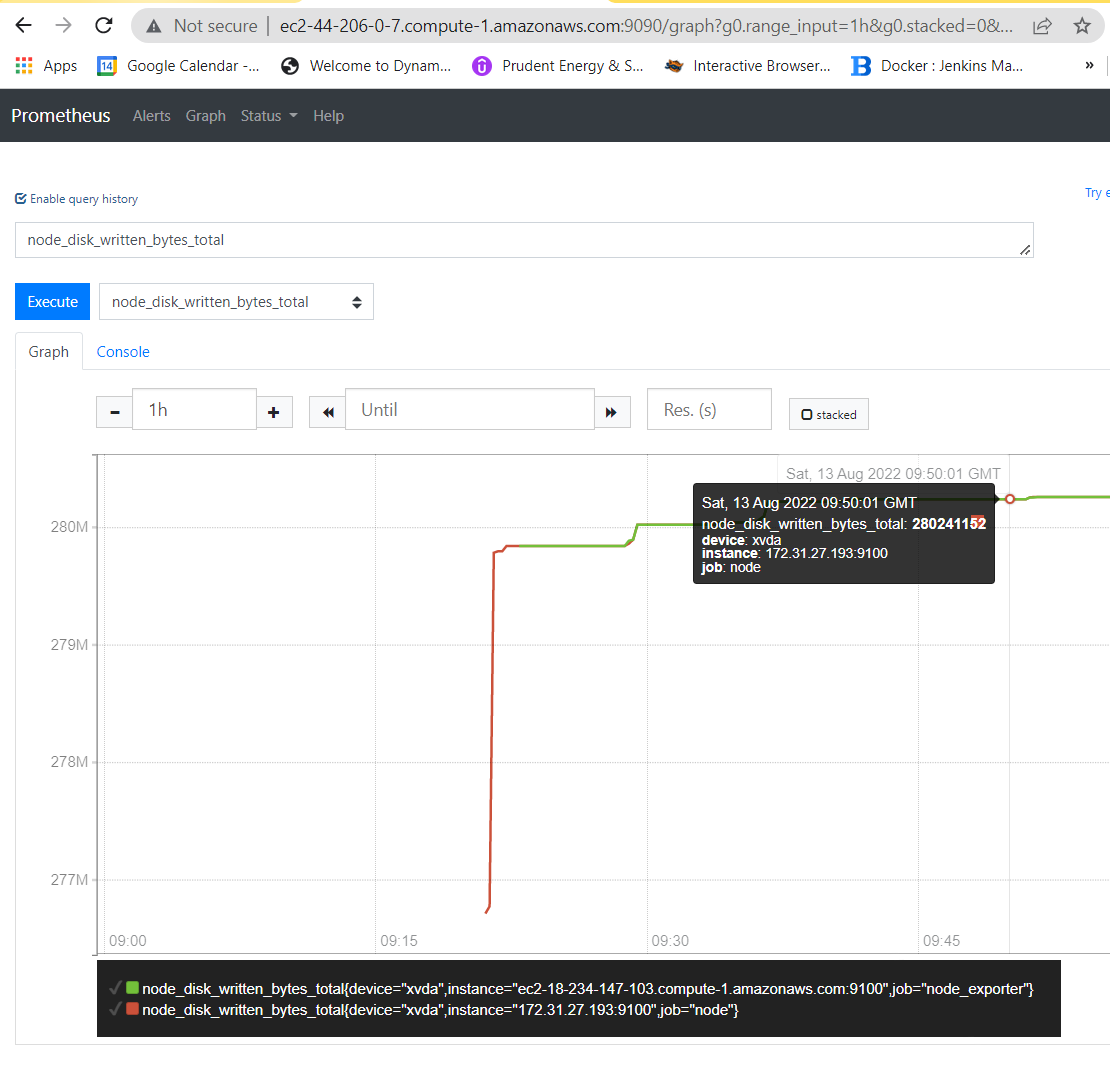 Not secure | ec2-44-206-0-7.compute-1.amazonaws.com:9090/graph?g0.range_input=1h&g0.stacked=0&...
Apps 14 Google Calendar -... Welcome to Dynam... Prudent Energy & S... Interactive Browser... Docker : Jenkins Ma... »
Prometheus Alerts Graph Status Help
Enable query history
Try e
node_disk_written_bytes_total
Execute node_disk_written_bytes_total
Graph Console
1h Until Res. (s) stacked
Sat, 13 Aug 2022 09:50:01 GMT
Sat, 13 Aug 2022 09:50:01 GMT
node_disk_written_bytes_total: 280241152
device: xvda
instance: 172.31.27.193:9100
job: node
280M
279M
278M
277M
09:00 09:15 09:30 09:45
node_disk_written_bytes_total{device="xvda",instance="ec2-18-234-147-103.compute-1.amazonaws.com:9100",job="node_exporter"}
node_disk_written_bytes_total{device="xvda",instance="172.31.27.193:9100",job="node"}